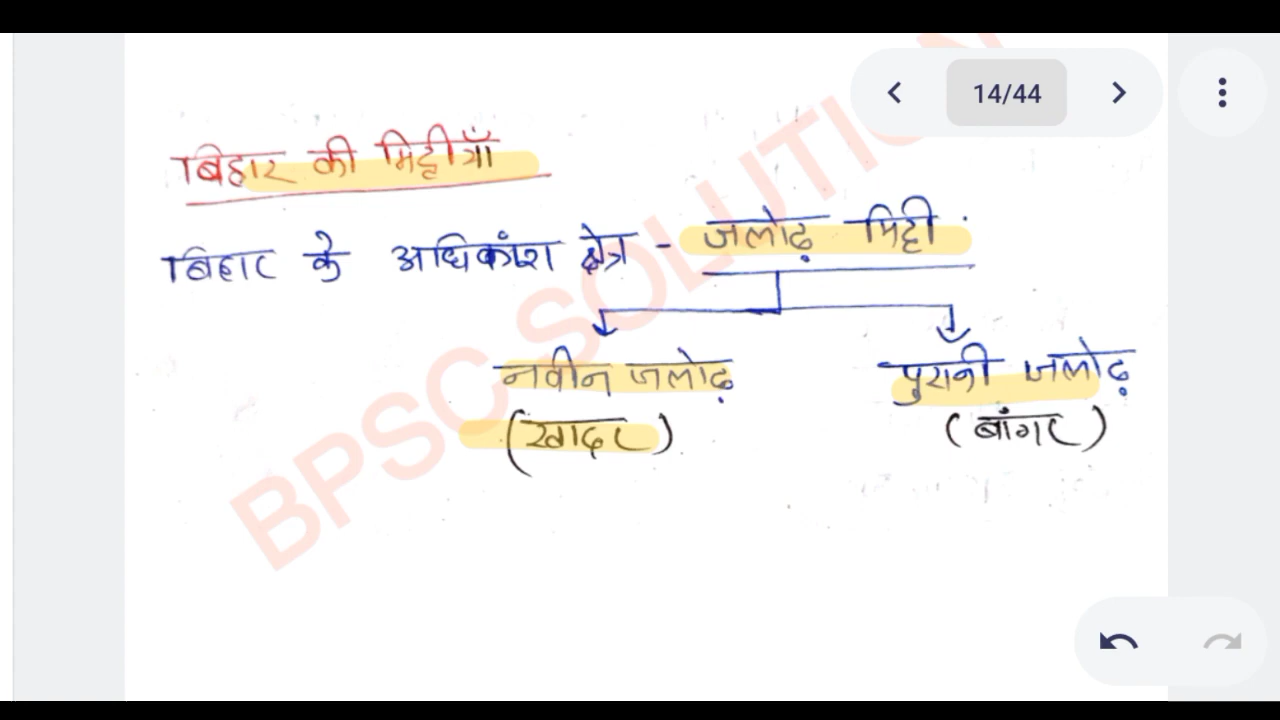 14/44
बिहार की मिट्टीयाँ
बिहार के अधिकांश क्षेत्र - जलोढ़ मिट्टी
नवीन जलोढ़ पुरानी जलोढ़
(खादर) (बांगर)
BPSC SOLUTION